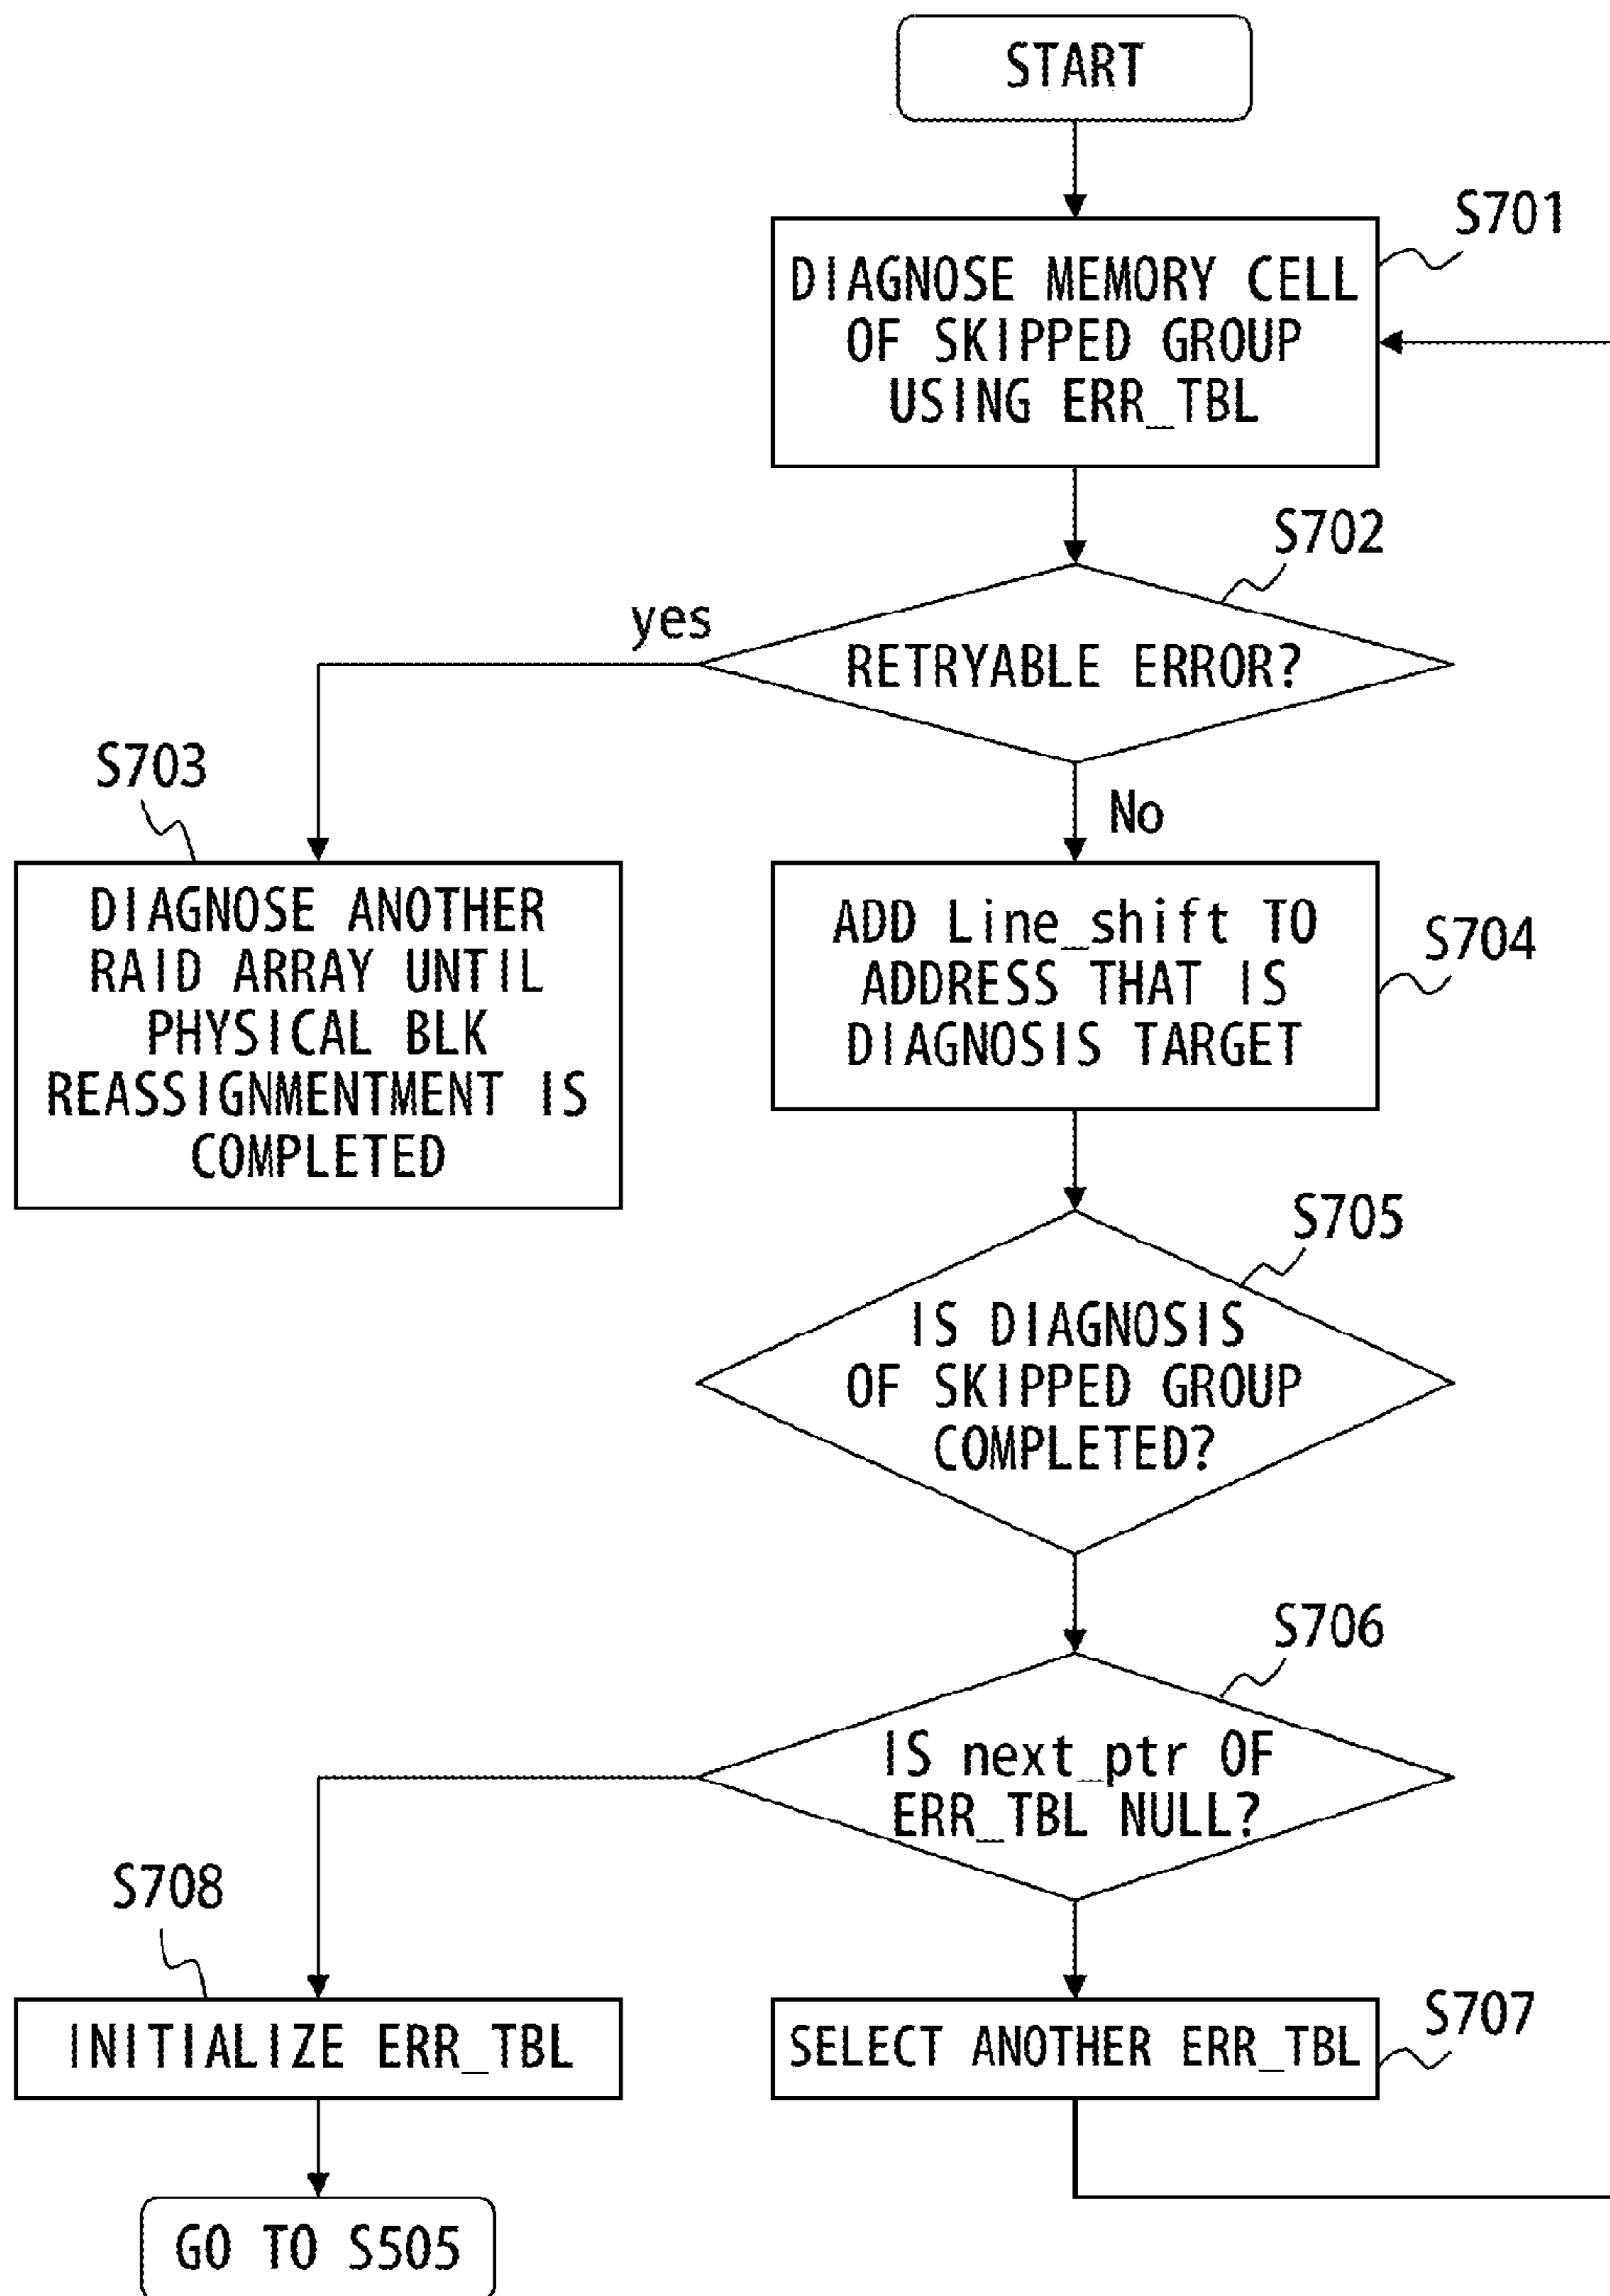 START
S701
DIAGNOSE MEMORY CELL
OF SKIPPED GROUP
USING ERR_TBL
S702
yes
RETRYABLE ERROR?
No
S703
DIAGNOSE ANOTHER
RAID ARRAY UNTIL
PHYSICAL BLK
REASSIGNMENTMENT IS
COMPLETED
S704
ADD Line_shift TO
ADDRESS THAT IS
DIAGNOSIS TARGET
S705
IS DIAGNOSIS
OF SKIPPED GROUP
COMPLETED?
S706
IS next_ptr OF
ERR_TBL NULL?
S708
INITIALIZE ERR_TBL
S707
SELECT ANOTHER ERR_TBL
GO TO S505